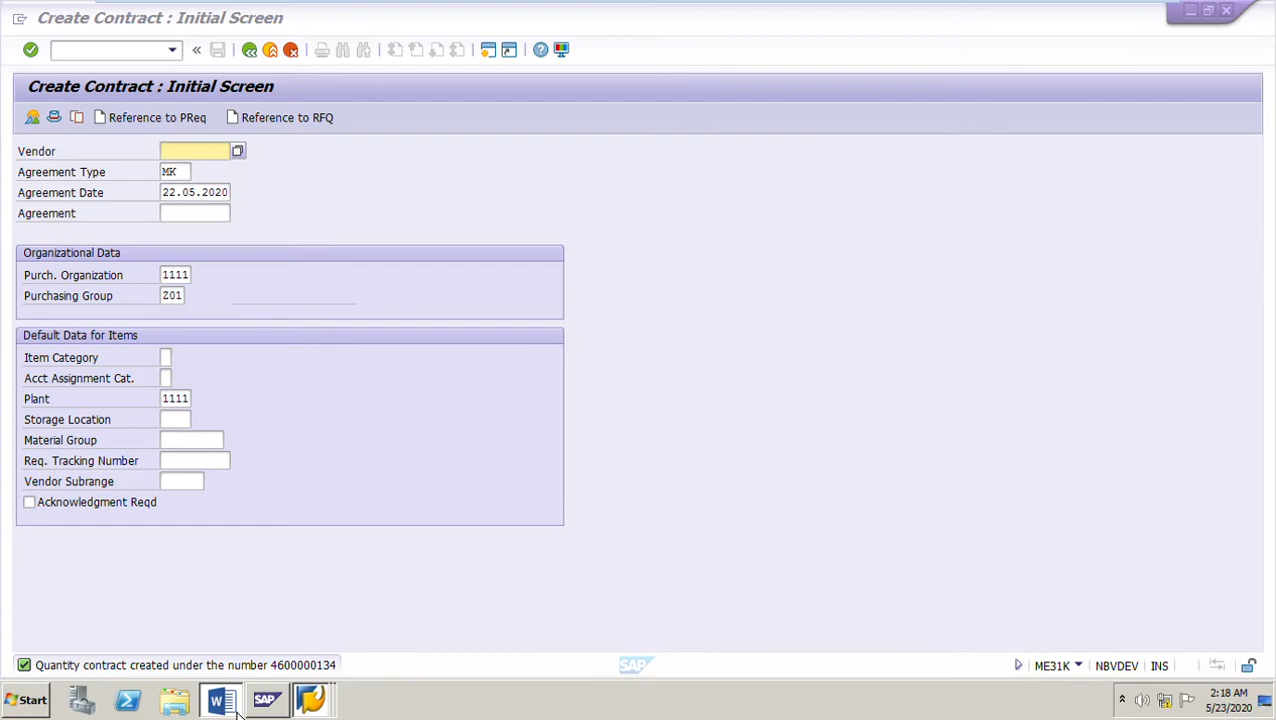 Create Contract : Initial Screen
Create Contract : Initial Screen
Reference to PReq Reference to RFQ
Vendor
Agreement Type MK
Agreement Date 22.05.2020
Agreement
Organizational Data
Purch. Organization 1111
Purchasing Group Z01
Default Data for Items
Item Category
Acct Assignment Cat.
Plant 1111
Storage Location
Material Group
Req. Tracking Number
Vendor Subrange
Acknowledgment Reqd
Quantity contract created under the number 4600000134 SAP ME31K NBVDEV INS
Start W SAP 2:18 AM
5/23/2020